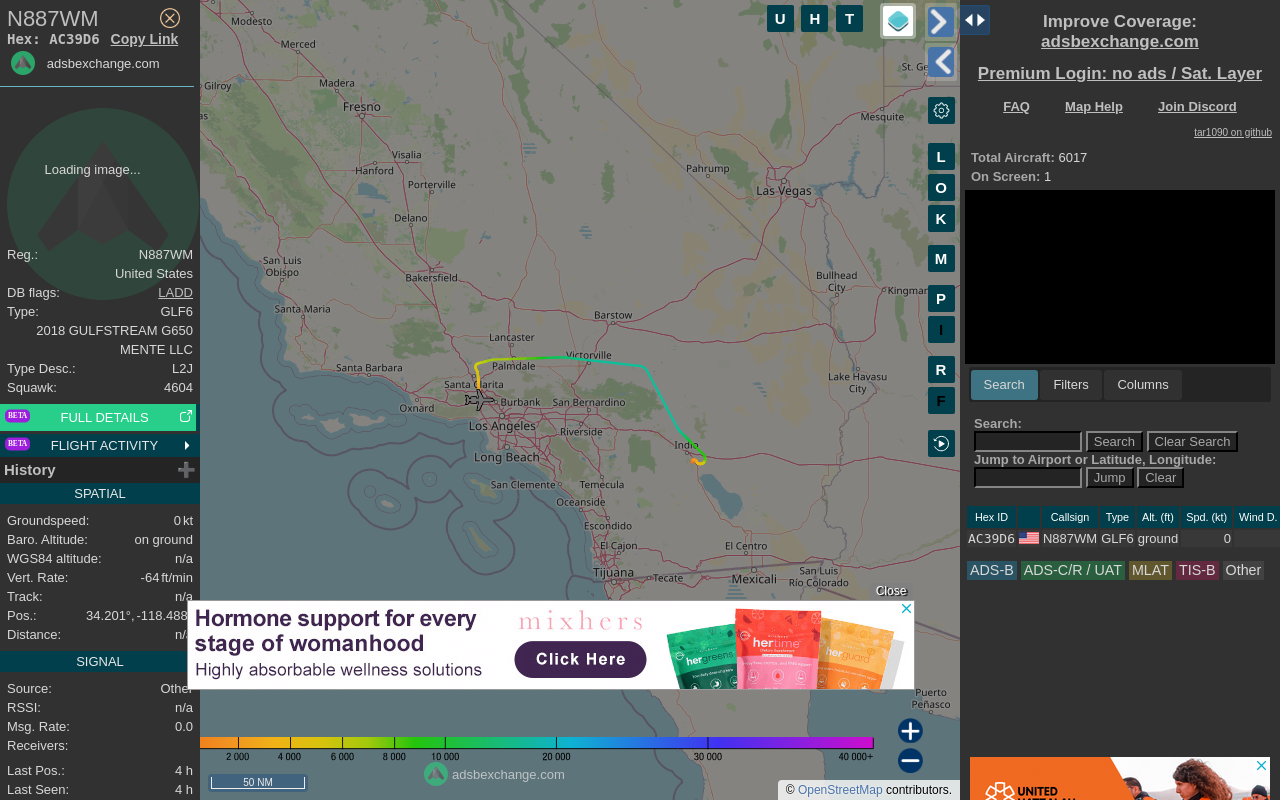 N887WM
Hex: AC39D6 Copy Link
adsbexchange.com
Loading image...
Reg.: N887WM
United States
DB flags: LADD
Type: GLF6
2018 GULFSTREAM G650
MENTE LLC
Type Desc.: L2J
Squawk: 4604
BETA FULL DETAILS
BETA FLIGHT ACTIVITY
History
SPATIAL
Groundspeed: 0 kt
Baro. Altitude: on ground
WGS84 altitude: n/a
Vert. Rate: -64 ft/min
Track: n/a
Pos.: 34.201°, -118.488
Distance: n/a
SIGNAL
Source: Other
RSSI: n/a
Msg. Rate: 0.0
Receivers:
Last Pos.: 4 h
Last Seen: 4 h
U H T
L
O
K
M
P
I
R
F
Modesto
Merced
Gilroy
Madera
Fresno
St. Ge
Mesquite
Visalia
Hanford
Porterville
Pahrump
Las Vegas
Delano
San Luis
Obispo
Bakersfield
Bullhead
City
Kingman
Santa Maria
Barstow
Lancaster
Victorville
Palmdale
Santa Barbara
Lake Havasu
City
Santa Clarita
Oxnard
Burbank
San Bernardino
Los Angeles
Riverside
Indio
Long Beach
San Clemente
Temecula
Oceanside
Escondido
El Cajon
El Centro
Tijuana
Tecate
Mexicali
San Luis
Río Colorado
Close
Hormone support for every
stage of womanhood
Highly absorbable wellness solutions
mixhers
Click Here
hergreens
hertime
herguard
Puerto
Peñasco
2 000 4 000 6 000 8 000 10 000 20 000 30 000 40 000+
50 NM
adsbexchange.com
© OpenStreetMap contributors.
Improve Coverage:
adsbexchange.com
Premium Login: no ads / Sat. Layer
FAQ Map Help Join Discord
tar1090 on github
Total Aircraft: 6017
On Screen: 1
Search Filters Columns
Search:
Search Clear Search
Jump to Airport or Latitude, Longitude:
Jump Clear
Hex ID Callsign Type Alt. (ft) Spd. (kt) Wind D.
AC39D6 N887WM GLF6 ground 0
ADS-B ADS-C/R / UAT MLAT TIS-B Other
UNITED